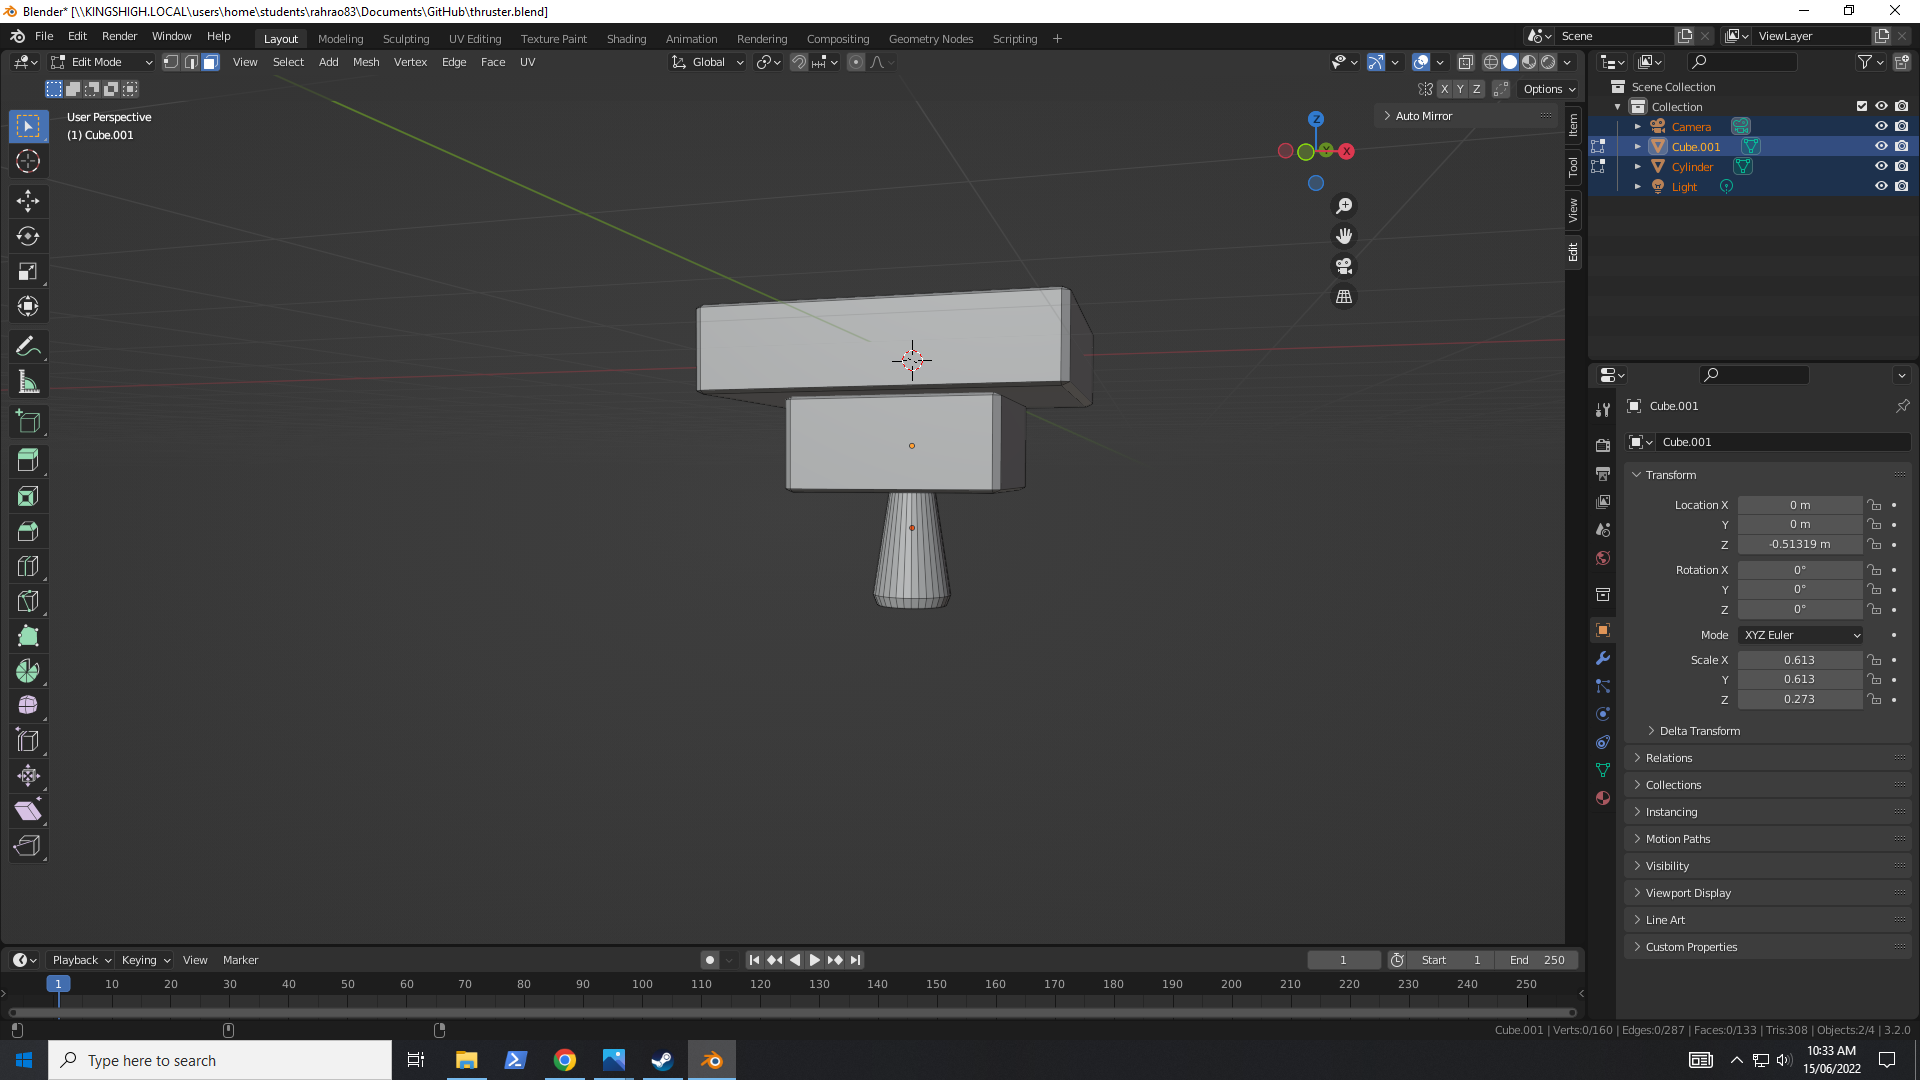 Blender* [\\KINGSHIGH.LOCAL\users\home\students\rahrao83\Documents\GitHub\thruster.blend]
File Edit Render Window Help Layout Modeling Sculpting UV Editing Texture Paint Shading Animation Rendering Compositing Geometry Nodes Scripting + Scene ViewLayer
Edit Mode View Select Add Mesh Vertex Edge Face UV Global
X Y Z Options
User Perspective
(1) Cube.001
Auto Mirror
Z
Y
X
Item
Tool
View
Edit
Scene Collection
Collection
Camera
Cube.001
Cylinder
Light
Cube.001
Cube.001
Transform
Location X 0 m
Y 0 m
Z -0.51319 m
Rotation X 0°
Y 0°
Z 0°
Mode XYZ Euler
Scale X 0.613
Y 0.613
Z 0.273
Delta Transform
Relations
Collections
Instancing
Motion Paths
Visibility
Viewport Display
Line Art
Custom Properties
Playback Keying View Marker 1 Start 1 End 250
1 10 20 30 40 50 60 70 80 90 100 110 120 130 140 150 160 170 180 190 200 210 220 230 240 250
Cube.001 | Verts:0/160 | Edges:0/287 | Faces:0/133 | Tris:308 | Objects:2/4 | 3.2.0
Type here to search
10:33 AM
15/06/2022